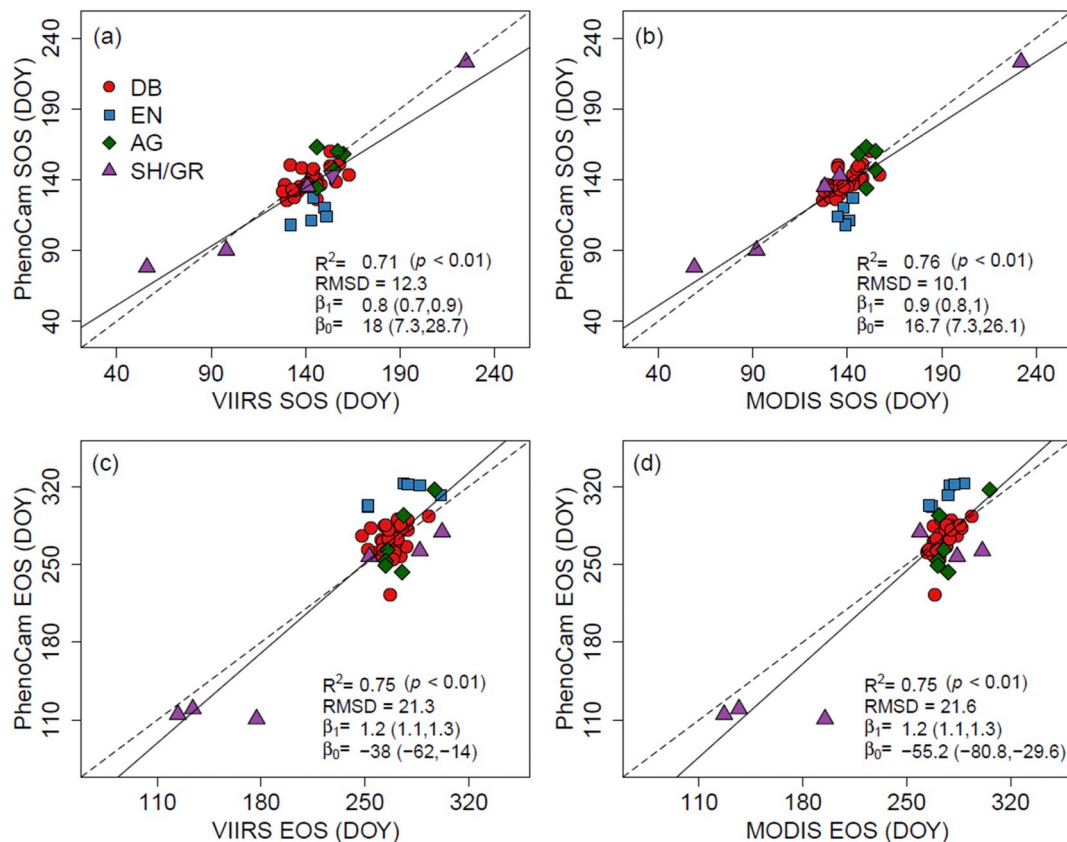 (a)
DB
EN
AG
SH/GR
R²= 0.71 (p < 0.01)
RMSD = 12.3
β₁= 0.8 (0.7,0.9)
β₀= 18 (7.3,28.7)
PhenoCam SOS (DOY)
40 90 140 190 240
40 90 140 190 240
VIIRS SOS (DOY)
(b)
R²= 0.76 (p < 0.01)
RMSD = 10.1
β₁= 0.9 (0.8,1)
β₀= 16.7 (7.3,26.1)
PhenoCam SOS (DOY)
40 90 140 190 240
40 90 140 190 240
MODIS SOS (DOY)
(c)
R²= 0.75 (p < 0.01)
RMSD = 21.3
β₁= 1.2 (1.1,1.3)
β₀= −38 (−62,−14)
PhenoCam EOS (DOY)
110 180 250 320
110 180 250 320
VIIRS EOS (DOY)
(d)
R²= 0.75 (p < 0.01)
RMSD = 21.6
β₁= 1.2 (1.1,1.3)
β₀= −55.2 (−80.8,−29.6)
PhenoCam EOS (DOY)
110 180 250 320
110 180 250 320
MODIS EOS (DOY)